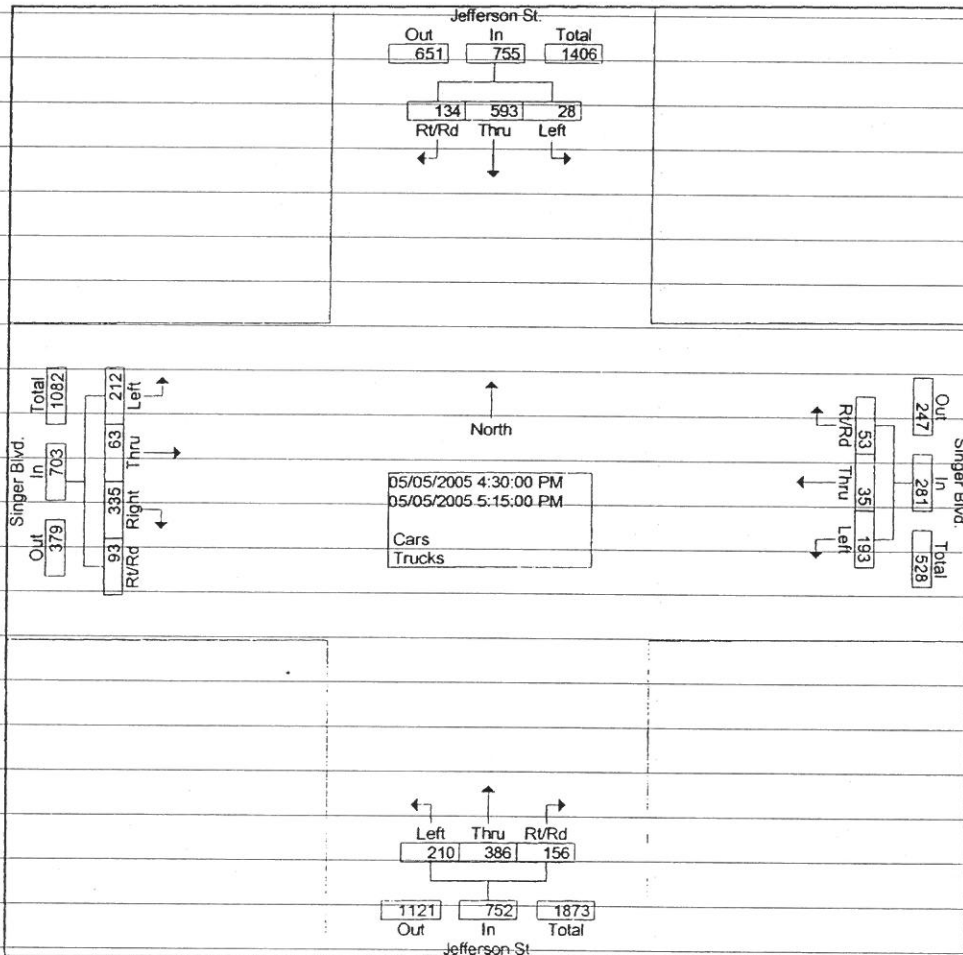 Jefferson St.
Out In Total
651 755 1406
134 593 28
Rt/Rd Thru Left
Singer Blvd.
Total In Out
1082 703 379
212 63 335 93
Left Thru Right Rt/Rd
North
05/05/2005 4:30:00 PM
05/05/2005 5:15:00 PM
Cars
Trucks
Rt/Rd Thru Left
53 35 193
Out In Total
247 281 528
Singer Blvd.
Left Thru Rt/Rd
210 386 156
1121 752 1873
Out In Total
Jefferson St